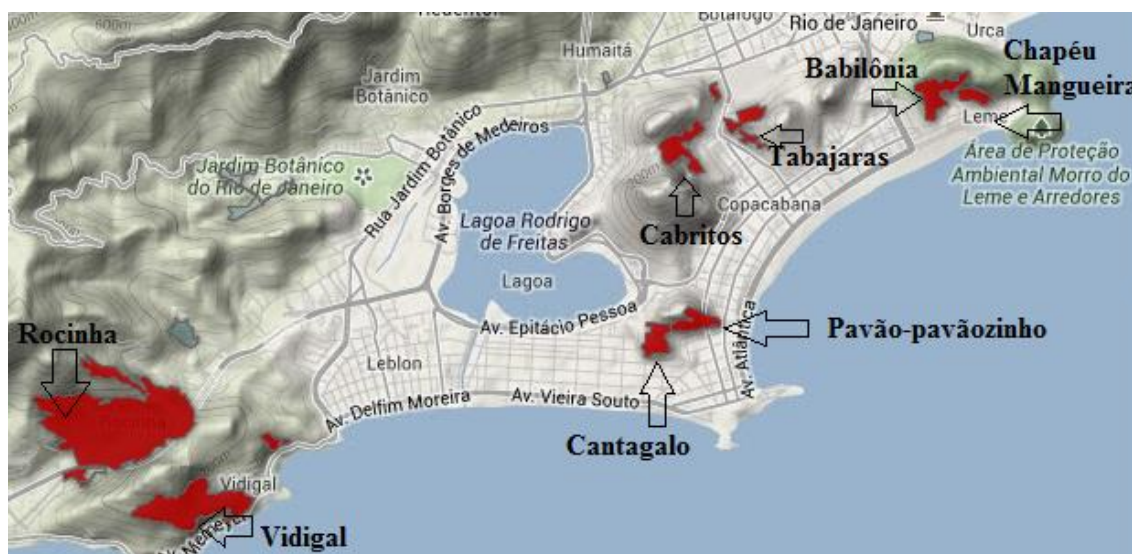 600m
Botafogo
Rio de Janeiro
Urca
Humaitá
Chapéu
Mangueira
Babilônia
Jardim
Botânico
Leme
Tabajaras
Área de Proteção
Ambiental Morro do
Leme e Arredores
Jardim Botânico
do Rio de Janeiro
Rua Jardim Botânico
Av. Borges de Medeiros
Copacabana
Cabritos
Lagoa Rodrigo
de Freitas
Lagoa
Av. Epitácio Pessoa
Pavão-pavãozinho
Av. Atlântica
Rocinha
Leblon
Av. Delfim Moreira
Av. Vieira Souto
Rocinha
Cantagalo
Vidigal
Vidigal